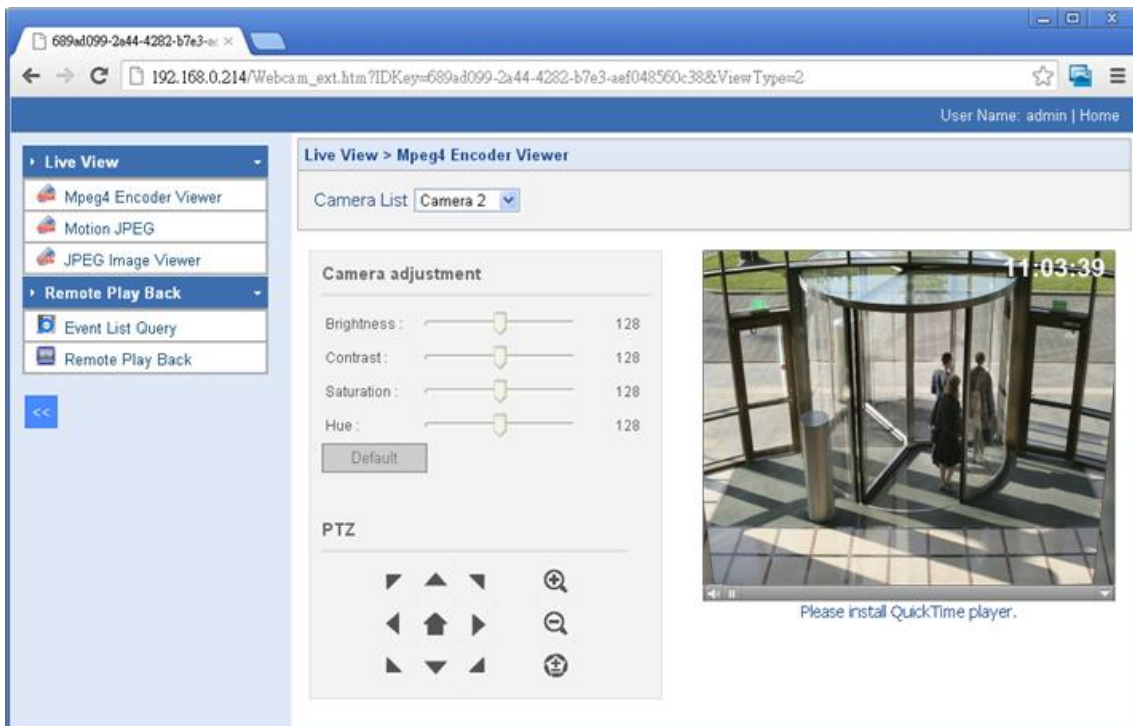 689ad099-2a44-4282-b7e3-ae
192.168.0.214/Webcam_ext.htm?IDKey=689ad099-2a44-4282-b7e3-aef048560c38&ViewType=2
User Name: admin | Home
Live View
Mpeg4 Encoder Viewer
Motion JPEG
JPEG Image Viewer
Remote Play Back
Event List Query
Remote Play Back
<<
Live View > Mpeg4 Encoder Viewer
Camera List Camera 2
Camera adjustment
Brightness : 128
Contrast : 128
Saturation : 128
Hue : 128
Default
PTZ
11:03:39
Please install QuickTime player.